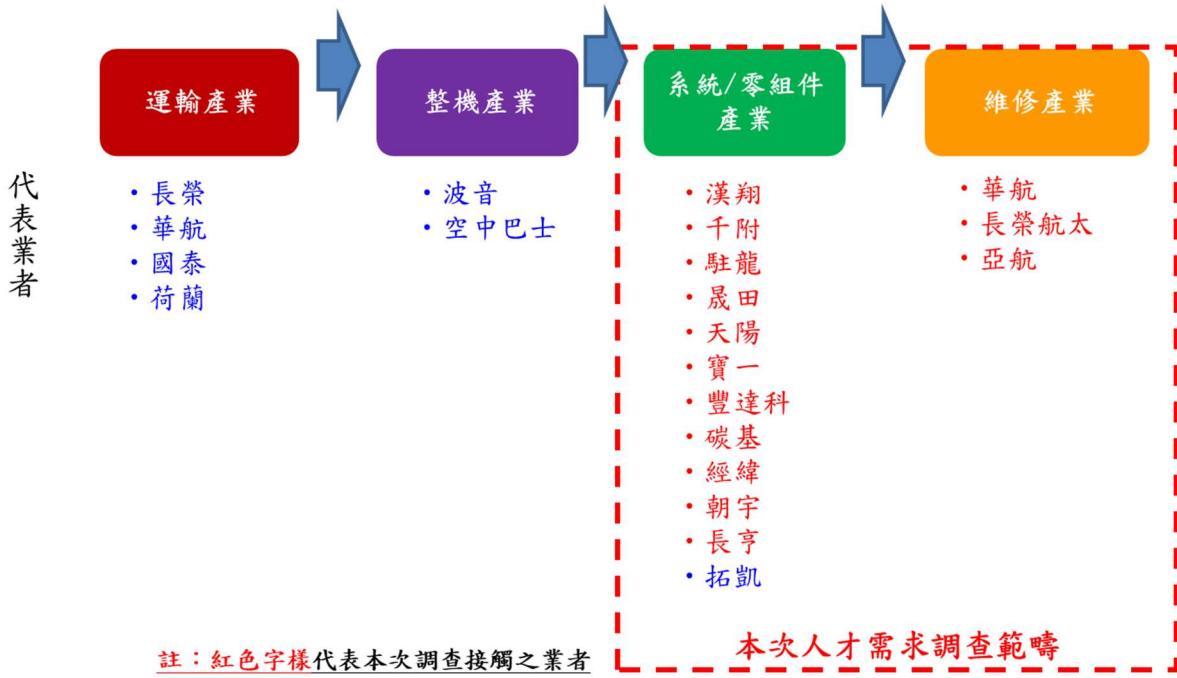 運輸產業
整機產業
系統/零組件
產業
維修產業
代表業者
・長榮
・華航
・國泰
・荷蘭
・波音
・空中巴士
・漢翔
・千附
・駐龍
・晟田
・天陽
・寶一
・豐達科
・碳基
・經緯
・朝宇
・長亨
・拓凱
・華航
・長榮航太
・亞航
本次人才需求調查範疇
註：紅色字樣代表本次調查接觸之業者